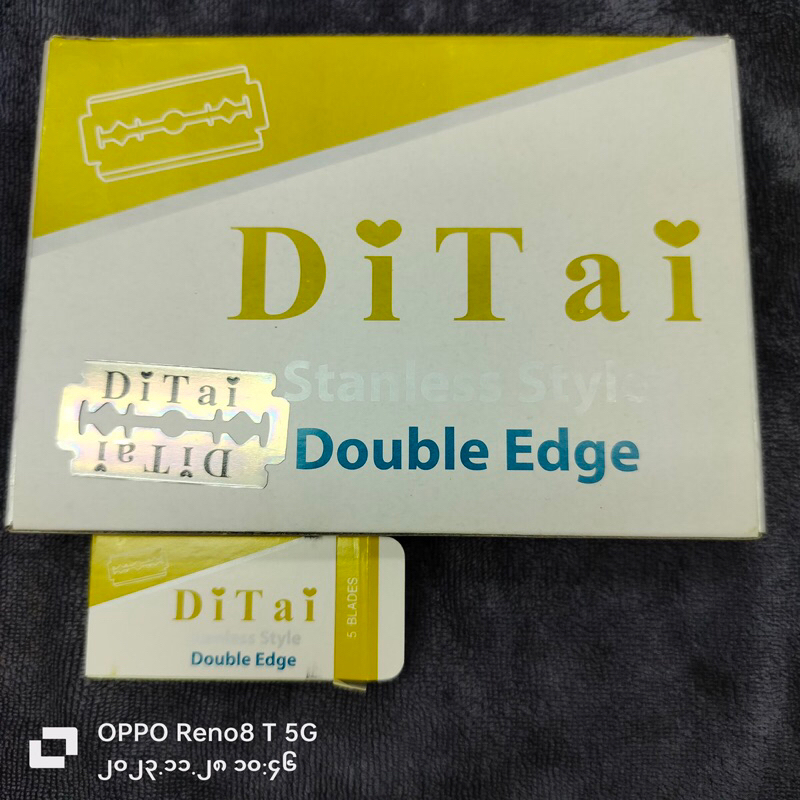 DiTai
Stanless Style
Double Edge
DiTai
DiTai
DiTai
Style
Double Edge
5 BLADES
OPPO Reno8 T 5G
၂၀၂၃.၁၁.၂၈ ၁၀:၄၆